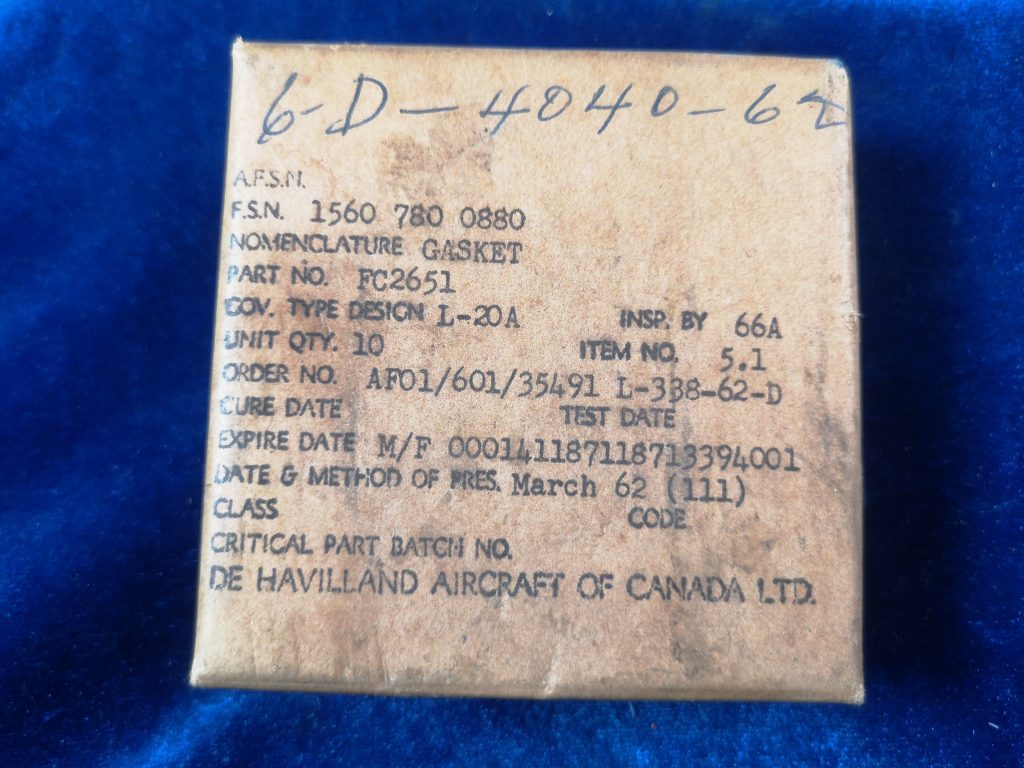 6-D-4040-62
A.F.S.N.
F.S.N. 1560 780 0880
NOMENCLATURE GASKET
PART NO. FC2651
GOV. TYPE DESIGN L-20A INSP. BY 66A
UNIT QTY. 10 ITEM NO. 5.1
ORDER NO. AF01/601/35491 L-338-62-D
CURE DATE TEST DATE
EXPIRE DATE M/F 000141187118713394001
DATE & METHOD OF PRES. March 62 (111)
CLASS CODE
CRITICAL PART BATCH NO.
DE HAVILLAND AIRCRAFT OF CANADA LTD.